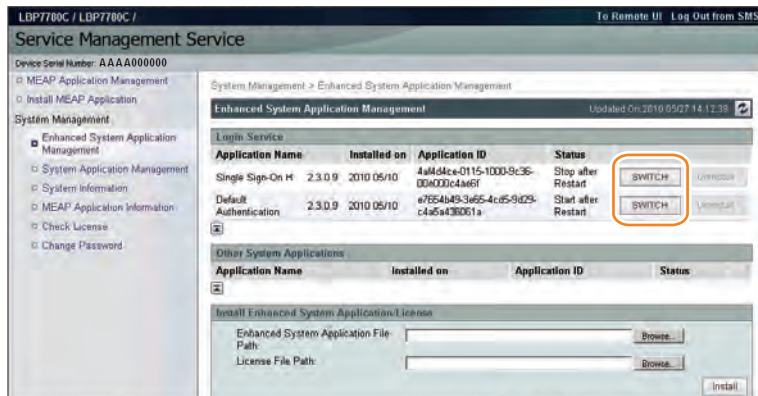 LBP7780C / LBP7780C /
To Remote UI Log Out from SMS
Service Management Service
Device Serial Number: AAAA000000
MEAP Application Management
Install MEAP Application
System Management
Enhanced System Application
Management
System Application Management
System Information
MEAP Application Information
Check License
Change Password
System Management > Enhanced System Application Management
Enhanced System Application Management
Updated On:2010 05/27 14:12:39
Login Service
Application Name Installed on Application ID Status
Single Sign-On H 2.3.0.9 2010 05/10 4af4d4ce-0115-1000-9c36-
00e000c4ae6f Stop after
Restart SWITCH Uninstall
Default
Authentication 2.3.0.9 2010 05/10 e7654b49-3e65-4cd5-9d29-
c4a5a436061a Start after
Restart SWITCH Uninstall
Other System Applications
Application Name Installed on Application ID Status
Install Enhanced System Application/License
Enhanced System Application File
Path: Browse...
License File Path: Browse...
Install